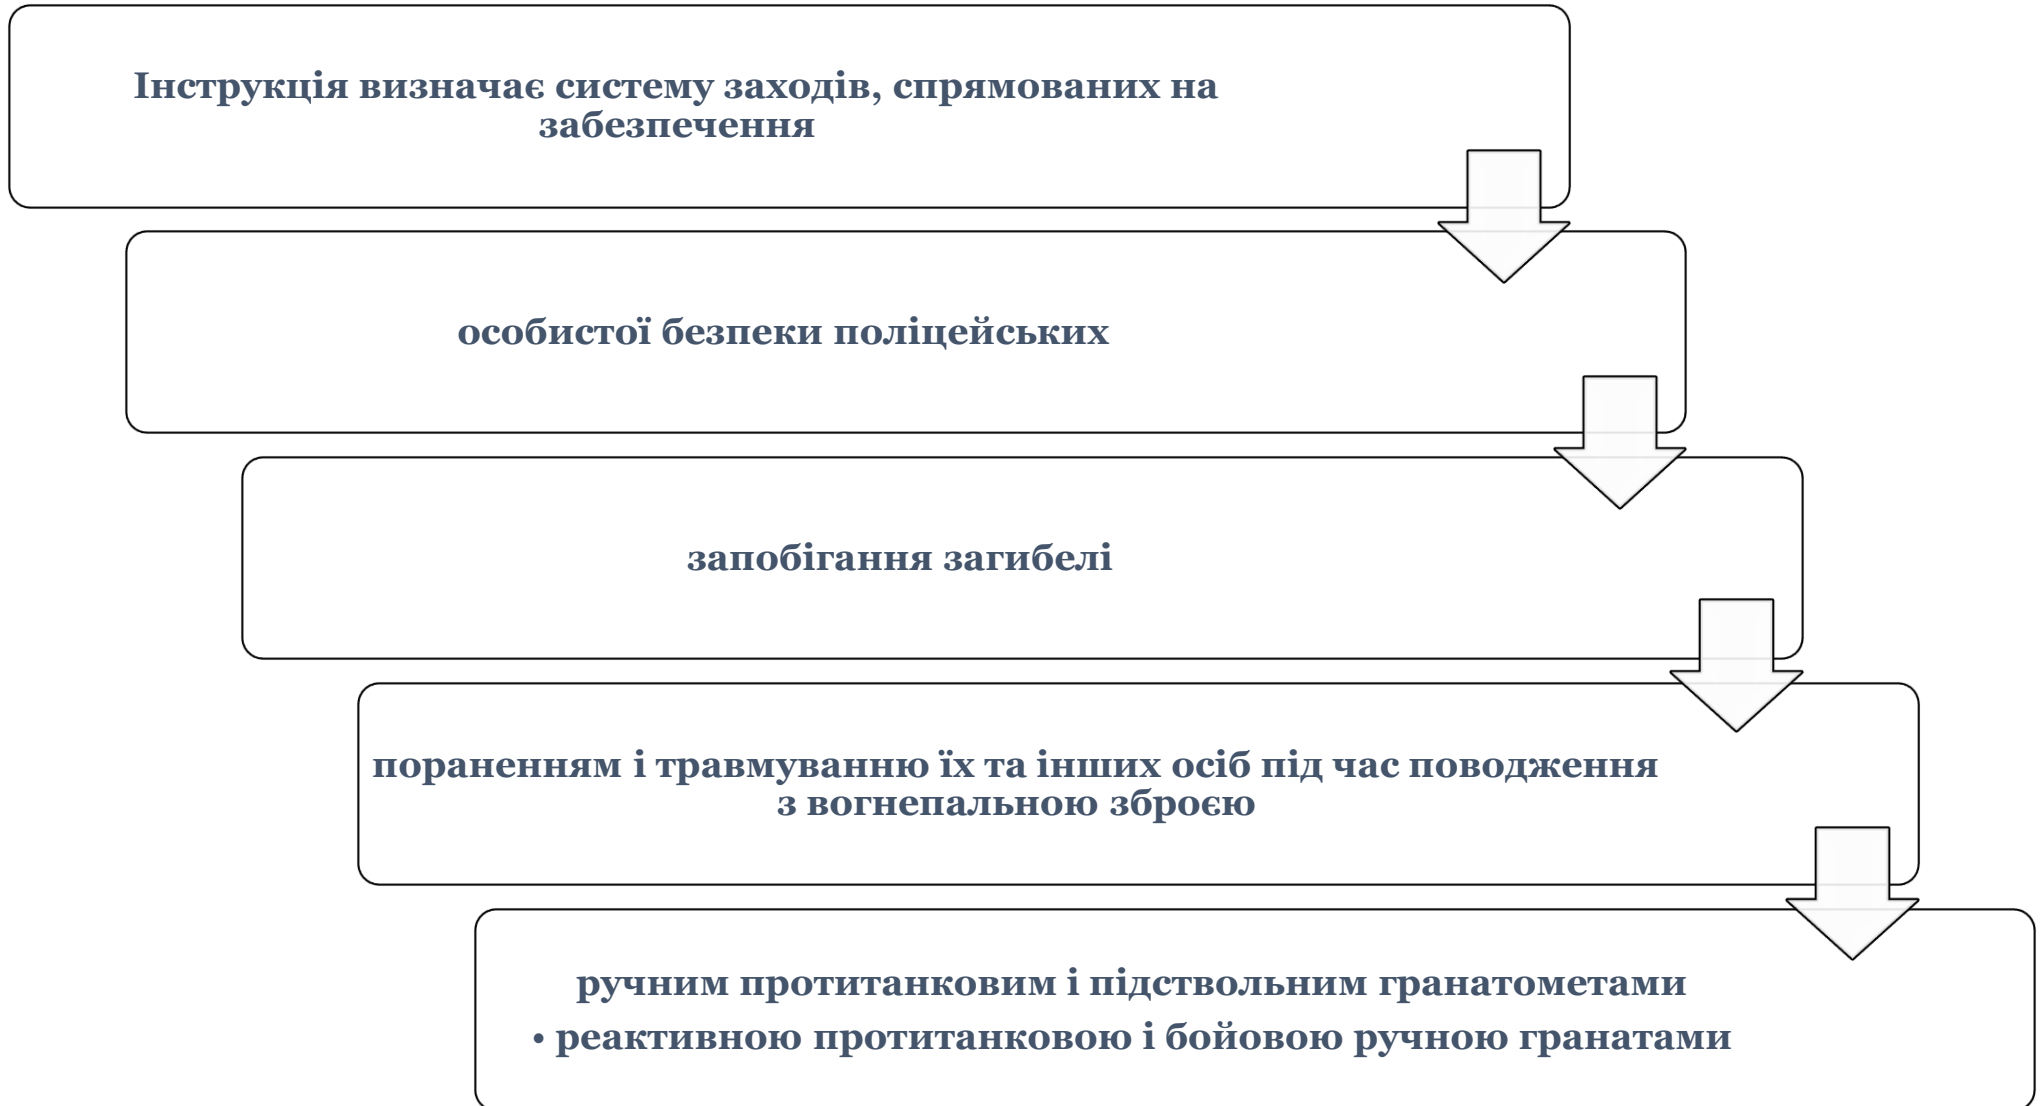 Інструкція визначає систему заходів, спрямованих на
забезпечення
особистої безпеки поліцейських
запобігання загибелі
пораненням і травмуванню їх та інших осіб під час поводження
з вогнепальною зброєю
ручним протитанковим і підствольним гранатометами
• реактивною протитанковою і бойовою ручною гранатами